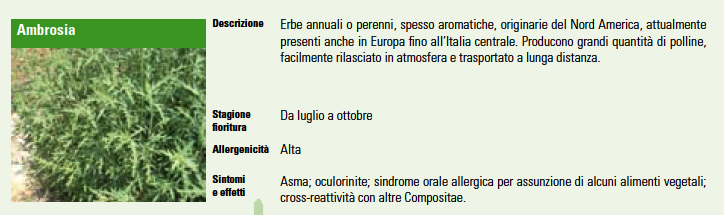 Ambrosia
Descrizione
Erbe annuali o perenni, spesso aromatiche, originarie del Nord America, attualmente
presenti anche in Europa fino all'Italia centrale. Producono grandi quantità di polline,
facilmente rilasciato in atmosfera e trasportato a lunga distanza.
Stagione
fioritura
Da luglio a ottobre
Allergenicità
Alta
Sintomi
e effetti
Asma; oculorinite; sindrome orale allergica per assunzione di alcuni alimenti vegetali;
cross-reattività con altre Compositae.